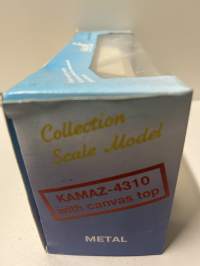 Collection
Scale Model
KAMAZ-4310
with canvas top
METAL